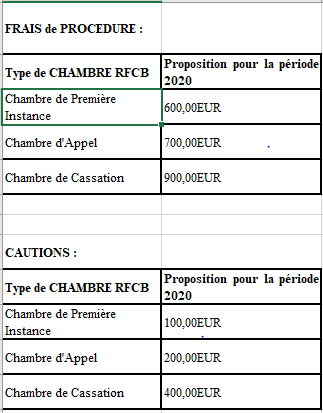 FRAIS de PROCEDURE :
Type de CHAMBRE RFCB
Proposition pour la période
2020
Chambre de Première
Instance
600,00EUR
Chambre d'Appel
700,00EUR
Chambre de Cassation
900,00EUR
CAUTIONS :
Type de CHAMBRE RFCB
Proposition pour la période
2020
Chambre de Première
Instance
100,00EUR
Chambre d'Appel
200,00EUR
Chambre de Cassation
400,00EUR